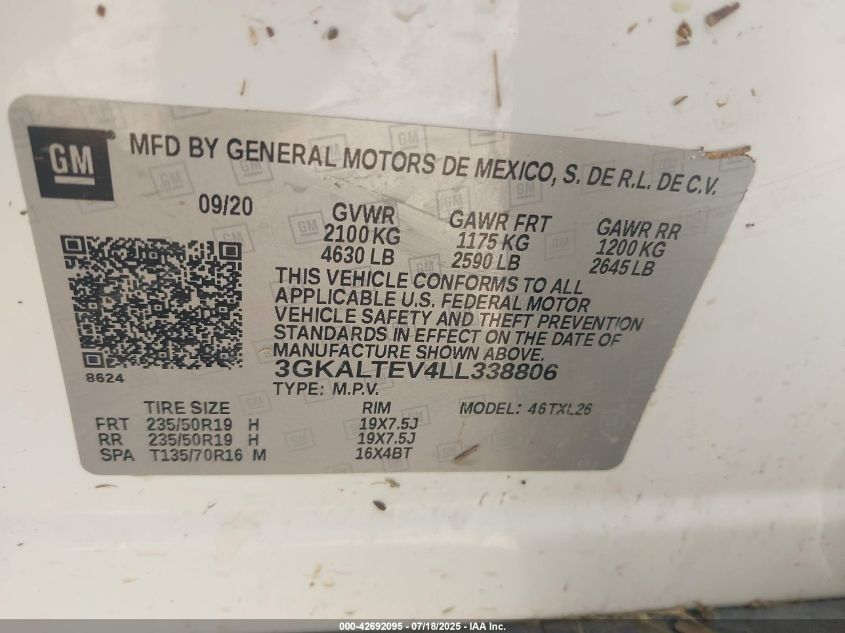 GM
MFD BY GENERAL MOTORS DE MEXICO, S. DE R.L. DE C.V.
09/20
GVWR GAWR FRT GAWR RR
2100 KG 1175 KG 1200 KG
4630 LB 2590 LB 2645 LB
THIS VEHICLE CONFORMS TO ALL
APPLICABLE U.S. FEDERAL MOTOR
VEHICLE SAFETY AND THEFT PREVENTION
STANDARDS IN EFFECT ON THE DATE OF
MANUFACTURE SHOWN ABOVE.
8624
3GKALTEV4LL338806
TYPE: M.P.V.
TIRE SIZE RIM MODEL: 46TXL26
FRT 235/50R19 H 19X7.5J
RR 235/50R19 H 19X7.5J
SPA T135/70R16 M 16X4BT
000-42692095 - 07/18/2025 - IAA Inc.